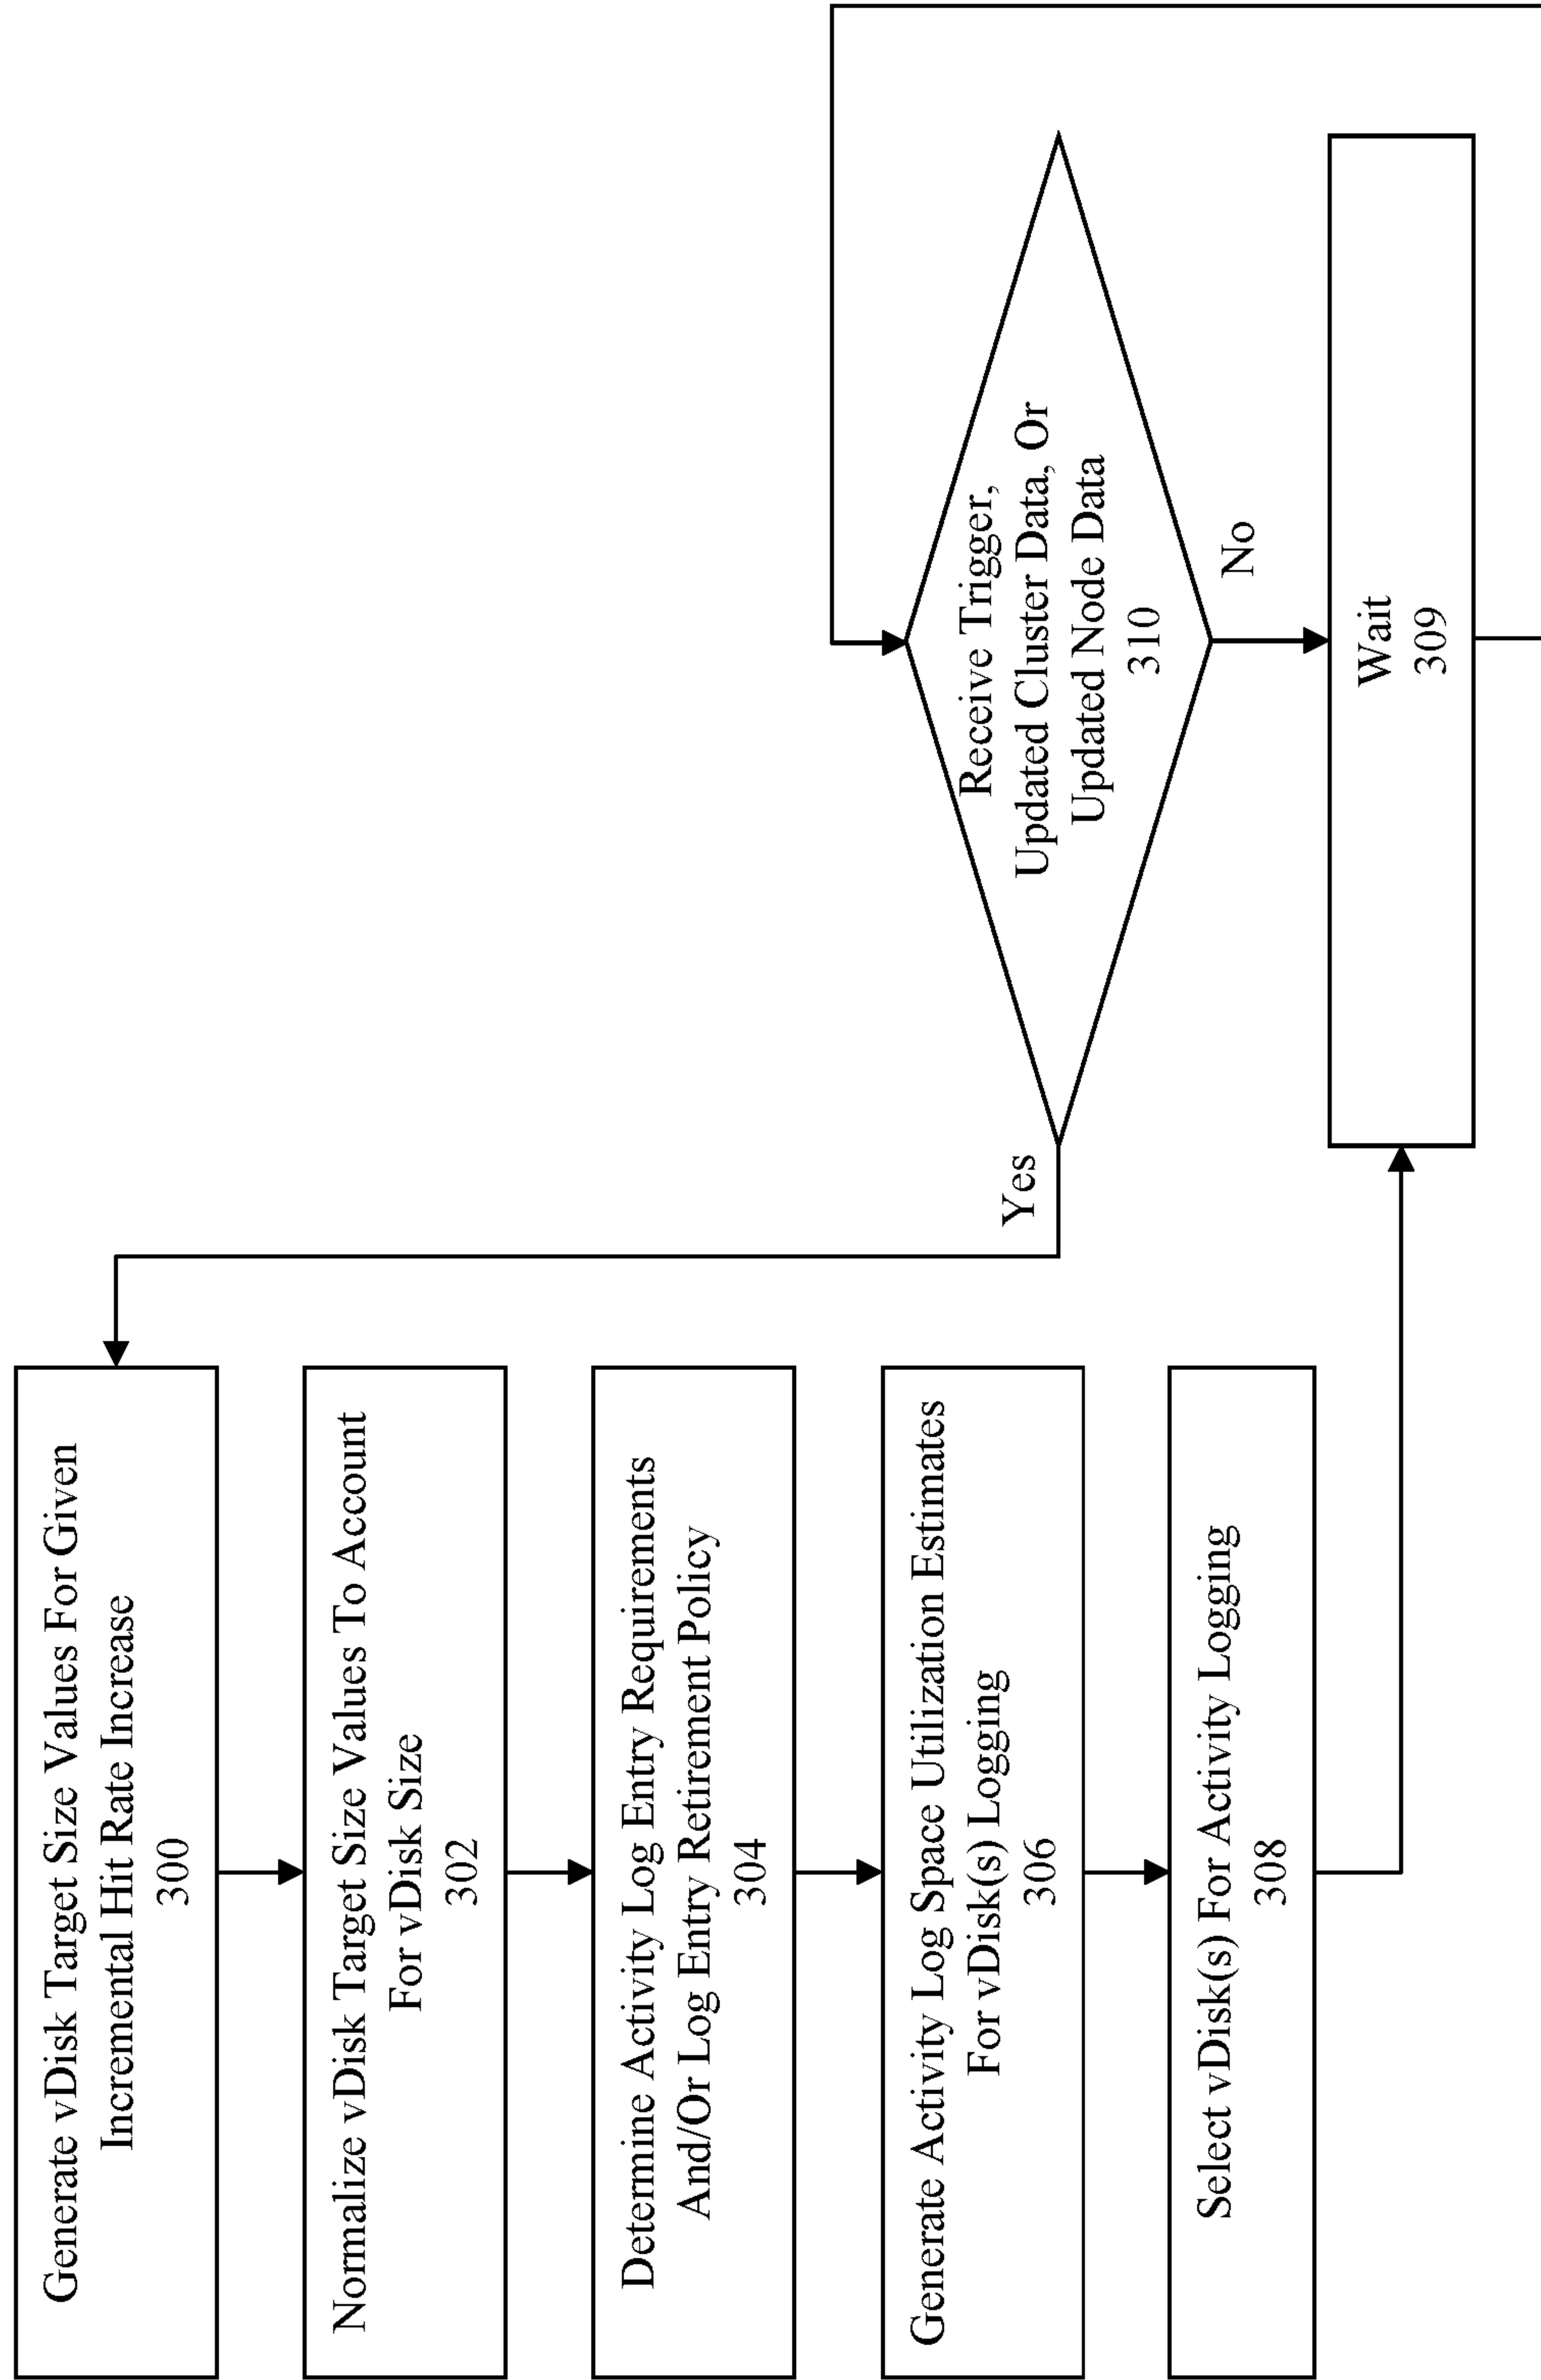 Generate vDisk Target Size Values For Given
Incremental Hit Rate Increase
300
Normalize vDisk Target Size Values To Account
For vDisk Size
302
Determine Activity Log Entry Requirements
And/Or Log Entry Retirement Policy
304
Generate Activity Log Space Utilization Estimates
For vDisk(s) Logging
306
Select vDisk(s) For Activity Logging
308
Yes
Receive Trigger,
Updated Cluster Data, Or
Updated Node Data
310
No
Wait
309